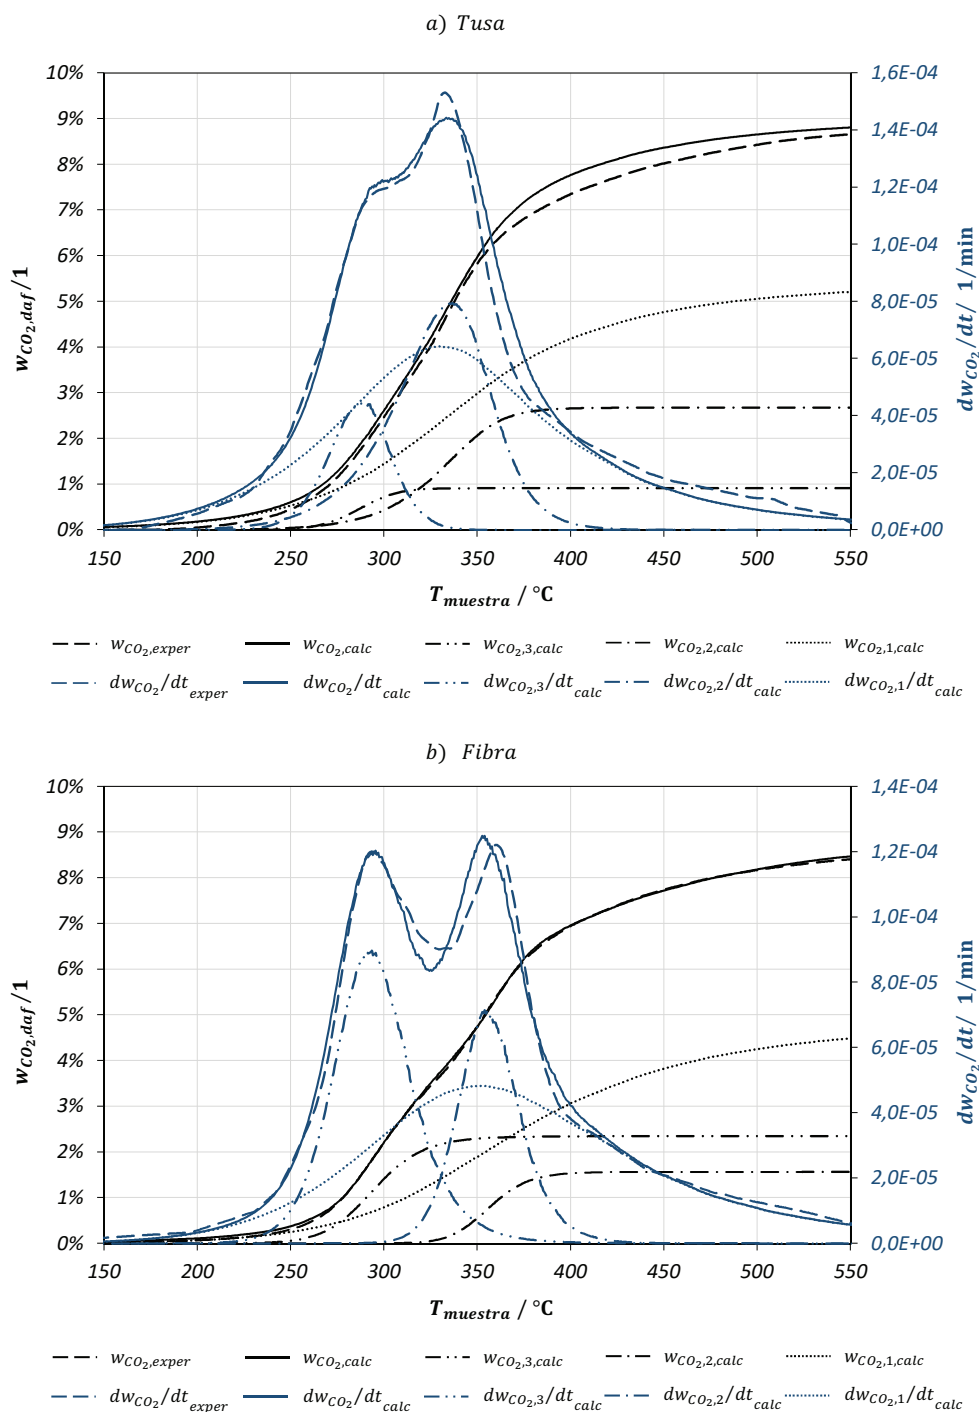 a) Tusa
10% 1,6E-04
9% 1,4E-04
8% 1,2E-04
7% 1,0E-04
6% 8,0E-05
5% 6,0E-05
4% 4,0E-05
3% 2,0E-05
2% 0,0E+00
1%
0%
w_{CO_2,daf}/1
dw_{CO_2}/dt/ 1/min
150 200 250 300 350 400 450 500 550
T_{muestra} / °C
w_{CO_2,exper} w_{CO_2,calc} w_{CO_2,3,calc} w_{CO_2,2,calc} w_{CO_2,1,calc}
dw_{CO_2}/dt_{exper} dw_{CO_2}/dt_{calc} dw_{CO_2,3}/dt_{calc} dw_{CO_2,2}/dt_{calc} dw_{CO_2,1}/dt_{calc}
b) Fibra
10% 1,4E-04
9% 1,2E-04
8% 1,0E-04
7% 8,0E-05
6% 6,0E-05
5% 4,0E-05
4% 2,0E-05
3% 0,0E+00
2%
1%
0%
w_{CO_2,daf}/1
dw_{CO_2}/dt/ 1/min
150 200 250 300 350 400 450 500 550
T_{muestra} / °C
w_{CO_2,exper} w_{CO_2,calc} w_{CO_2,3,calc} w_{CO_2,2,calc} w_{CO_2,1,calc}
dw_{CO_2}/dt_{exper} dw_{CO_2}/dt_{calc} dw_{CO_2,3}/dt_{calc} dw_{CO_2,2}/dt_{calc} dw_{CO_2,1}/dt_{calc}